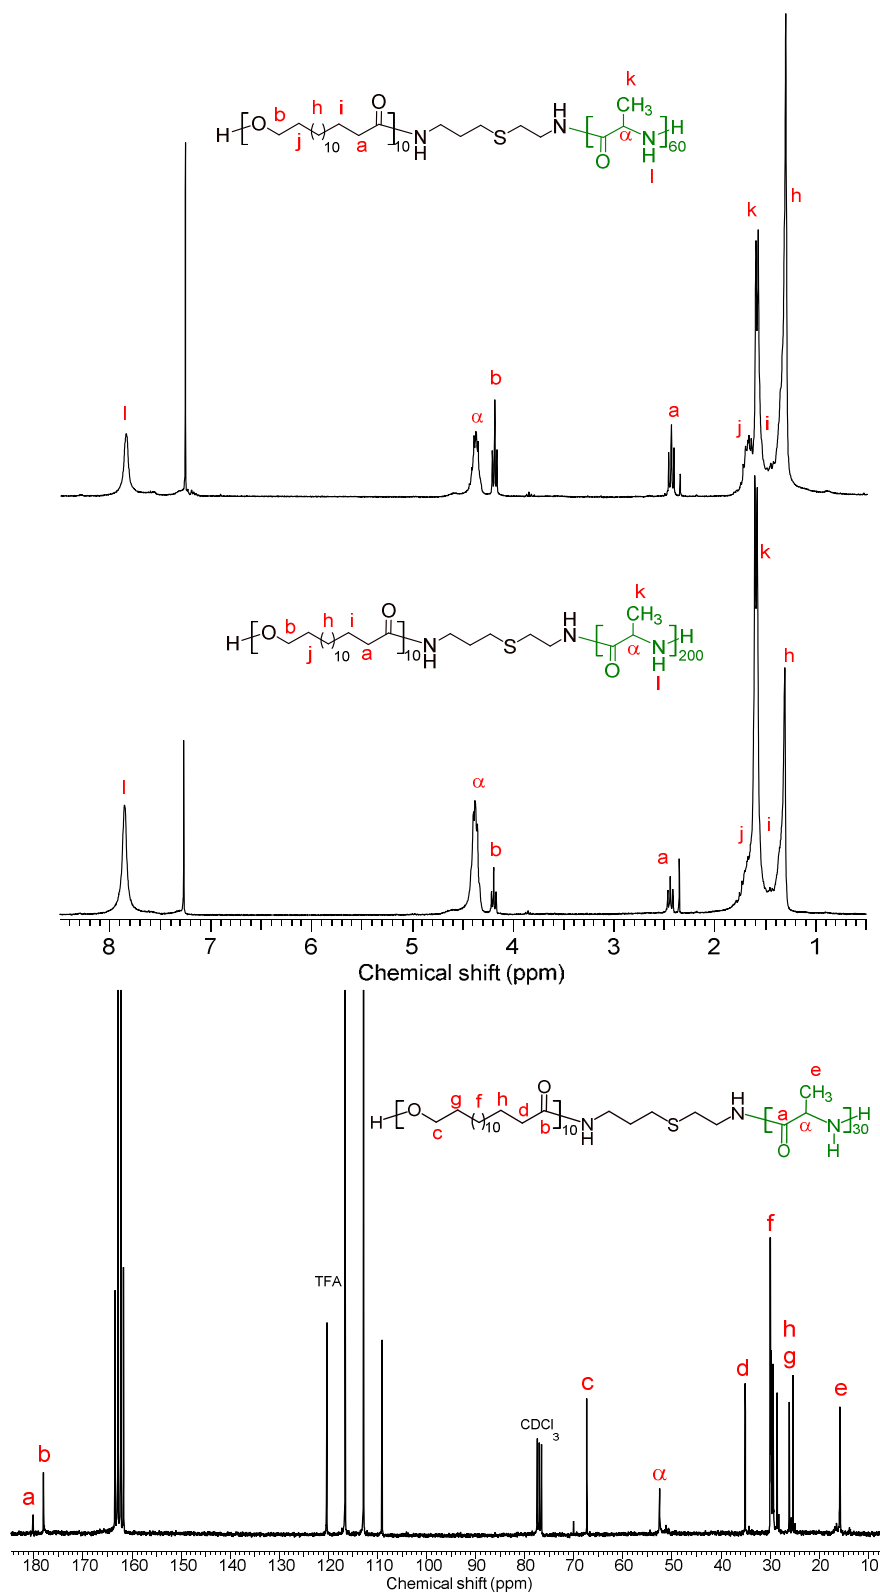 k
CH₃
b h i O H N
H O 10 a 10 N H S O α N H H 60
j
l
k h
l α b a j i
k
CH₃
b h i O H N
H O 10 a 10 N H S O α N H H 200
j
l
k
h
l α b a j i
8 7 6 5 4 3 2 1
Chemical shift (ppm)
e
CH₃
g f h O d H N a
H O c 10 b 10 N H S O α N H H 30
f
TFA
h
g
d
c
e
CDCl₃
b
α
a
180 170 160 150 140 130 120 110 100 90 80 70 60 50 40 30 20 10
Chemical shift (ppm)